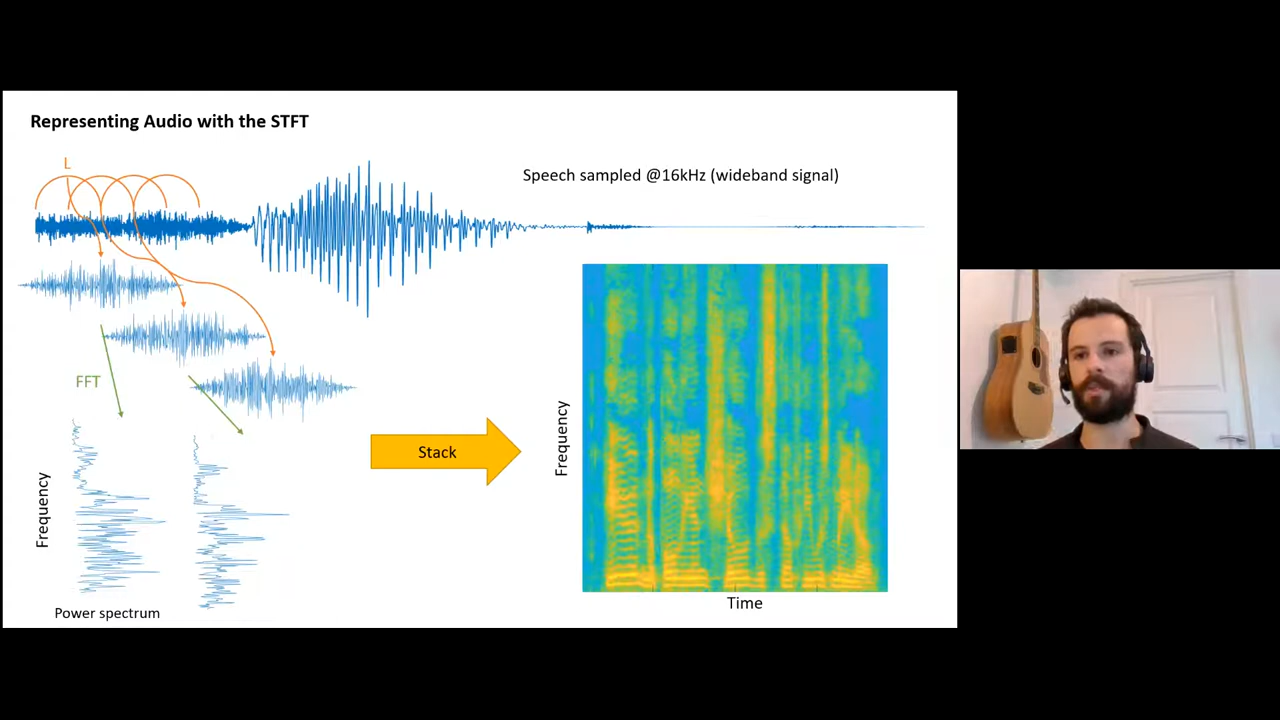 Representing Audio with the STFT
L
Speech sampled @16kHz (wideband signal)
FFT
Stack
Frequency
Frequency
Time
Power spectrum